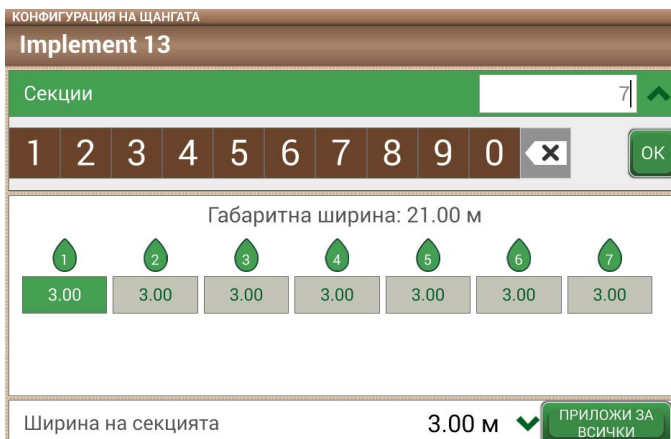 КОНФИГУРАЦИЯ НА ЩАНГАТА
Implement 13
Секции 7
1 2 3 4 5 6 7 8 9 0 ОК
Габаритна ширина: 21.00 м
1 2 3 4 5 6 7
3.00 3.00 3.00 3.00 3.00 3.00 3.00
Ширина на секцията 3.00 м ПРИЛОЖИ ЗА
ВСИЧКИ